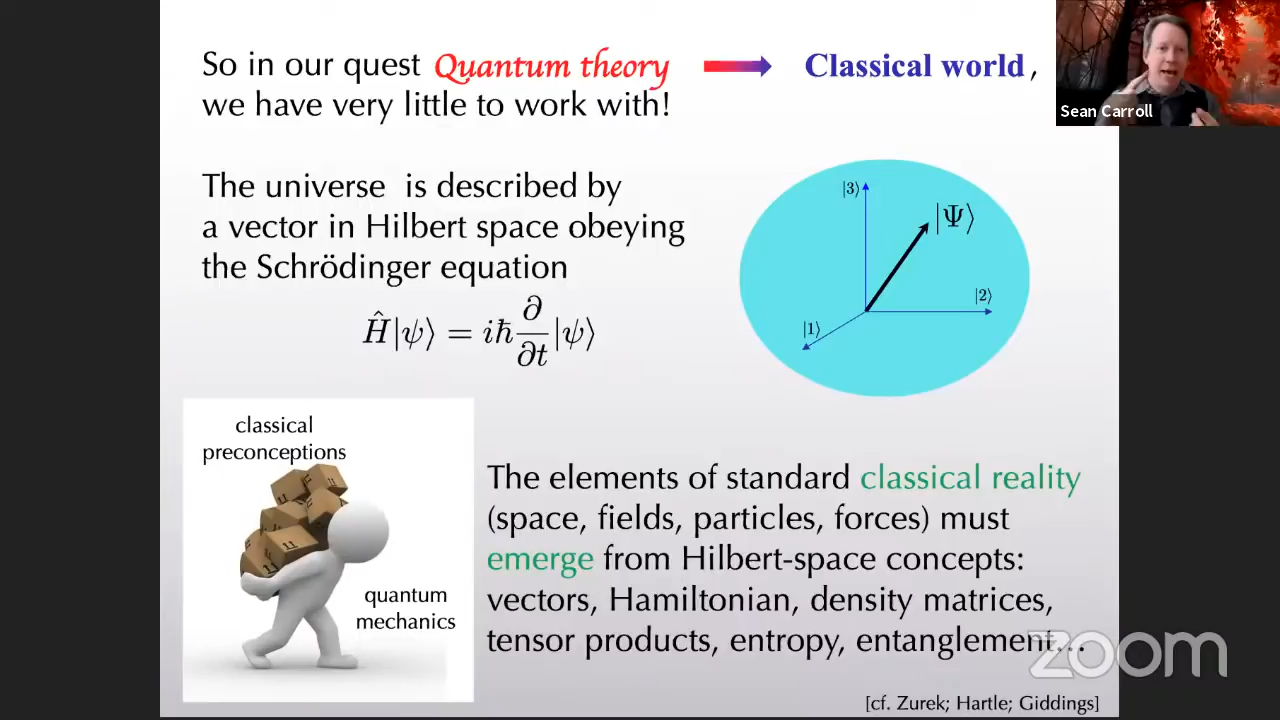 So in our quest Quantum theory Classical world,
we have very little to work with!
Sean Carroll
The universe is described by
a vector in Hilbert space obeying
the Schrödinger equation
Ĥ|ψ⟩ = iħ ∂/∂t |ψ⟩
|3⟩
|Ψ⟩
|2⟩
|1⟩
classical
preconceptions
quantum
mechanics
The elements of standard classical reality
(space, fields, particles, forces) must
emerge from Hilbert-space concepts:
vectors, Hamiltonian, density matrices,
tensor products, entropy, entanglement...
zoom
[cf. Zurek; Hartle; Giddings]